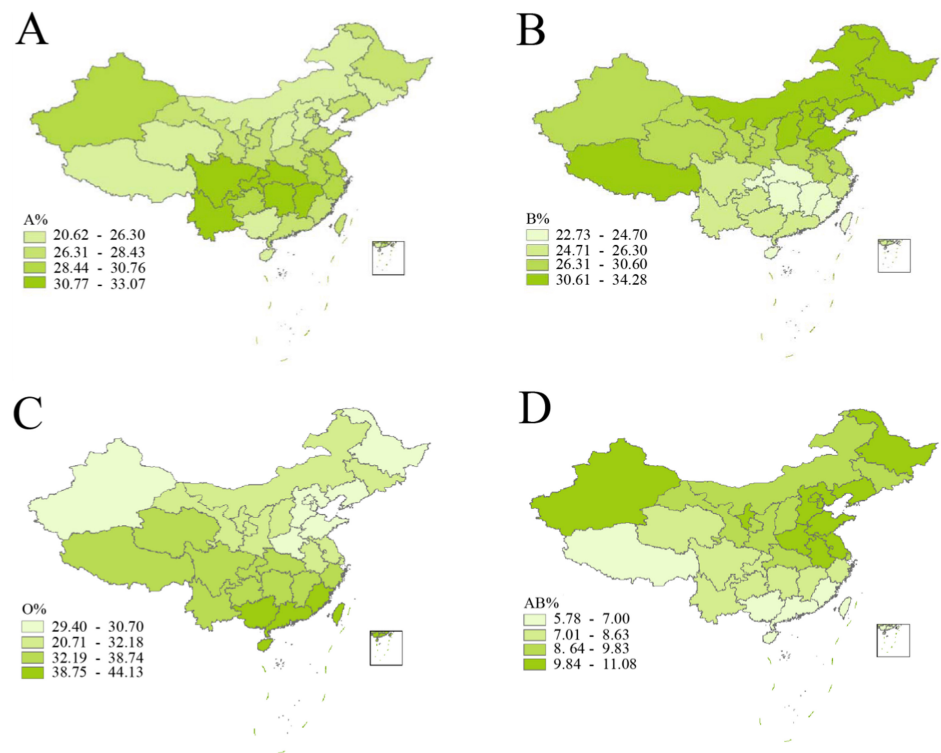 A
A%
20.62 - 26.30
26.31 - 28.43
28.44 - 30.76
30.77 - 33.07
B
B%
22.73 - 24.70
24.71 - 26.30
26.31 - 30.60
30.61 - 34.28
C
O%
29.40 - 30.70
20.71 - 32.18
32.19 - 38.74
38.75 - 44.13
D
AB%
5.78 - 7.00
7.01 - 8.63
8. 64 - 9.83
9.84 - 11.08